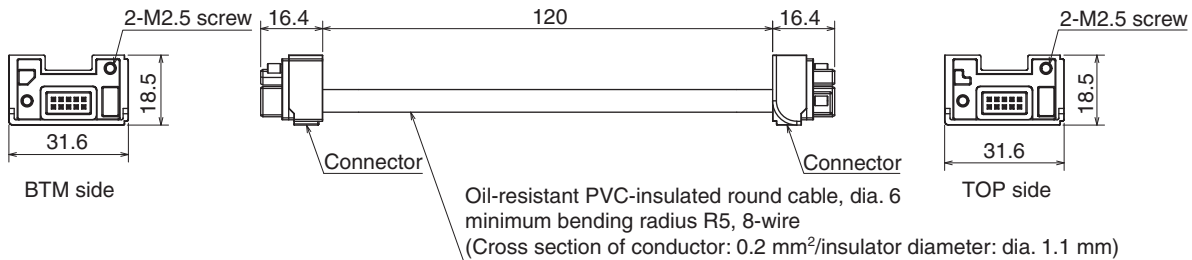 2-M2.5 screw
16.4
120
16.4
2-M2.5 screw
18.5
31.6
BTM side
Connector
Connector
18.5
31.6
TOP side
Oil-resistant PVC-insulated round cable, dia. 6
minimum bending radius R5, 8-wire
(Cross section of conductor: 0.2 mm²/insulator diameter: dia. 1.1 mm)